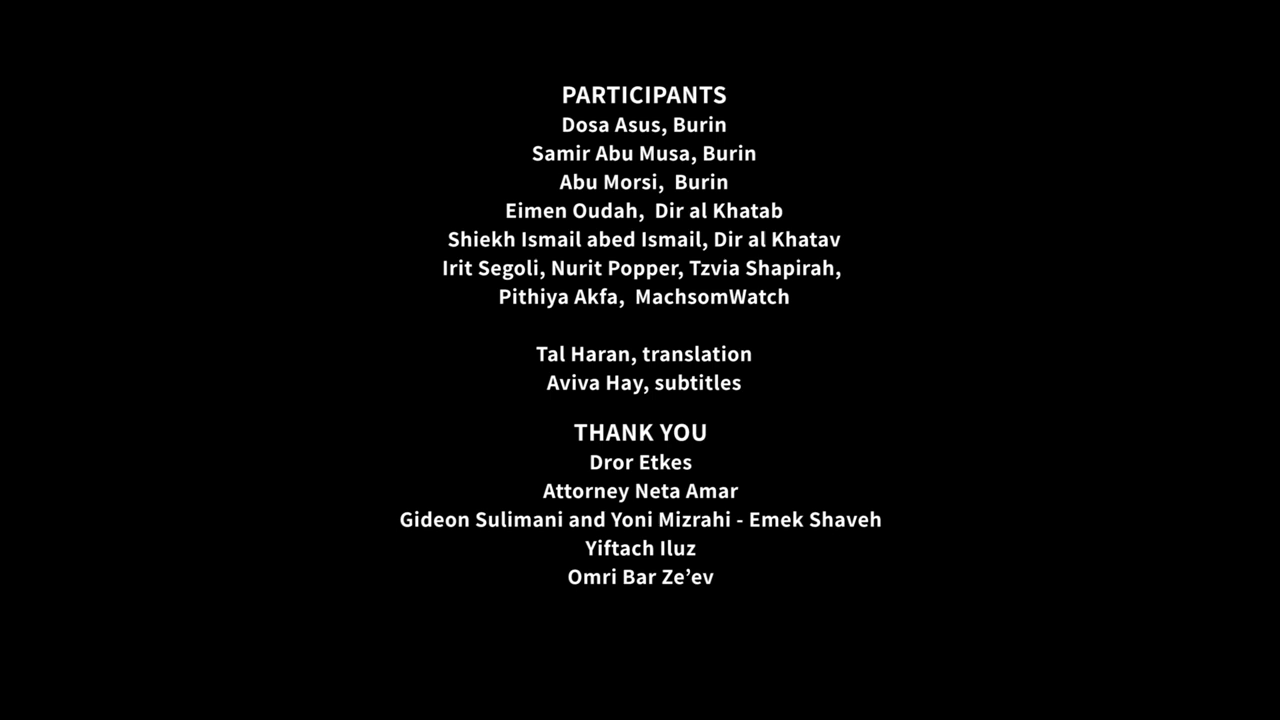 PARTICIPANTS
Dosa Asus, Burin
Samir Abu Musa, Burin
Abu Morsi,  Burin
Eimen Oudah,  Dir al Khatab
Shiekh Ismail abed Ismail, Dir al Khatav
Irit Segoli, Nurit Popper, Tzvia Shapirah,
Pithiya Akfa,  MachsomWatch
Tal Haran, translation
Aviva Hay, subtitles
THANK YOU
Dror Etkes
Attorney Neta Amar
Gideon Sulimani and Yoni Mizrahi - Emek Shaveh
Yiftach Iluz
Omri Bar Ze’ev